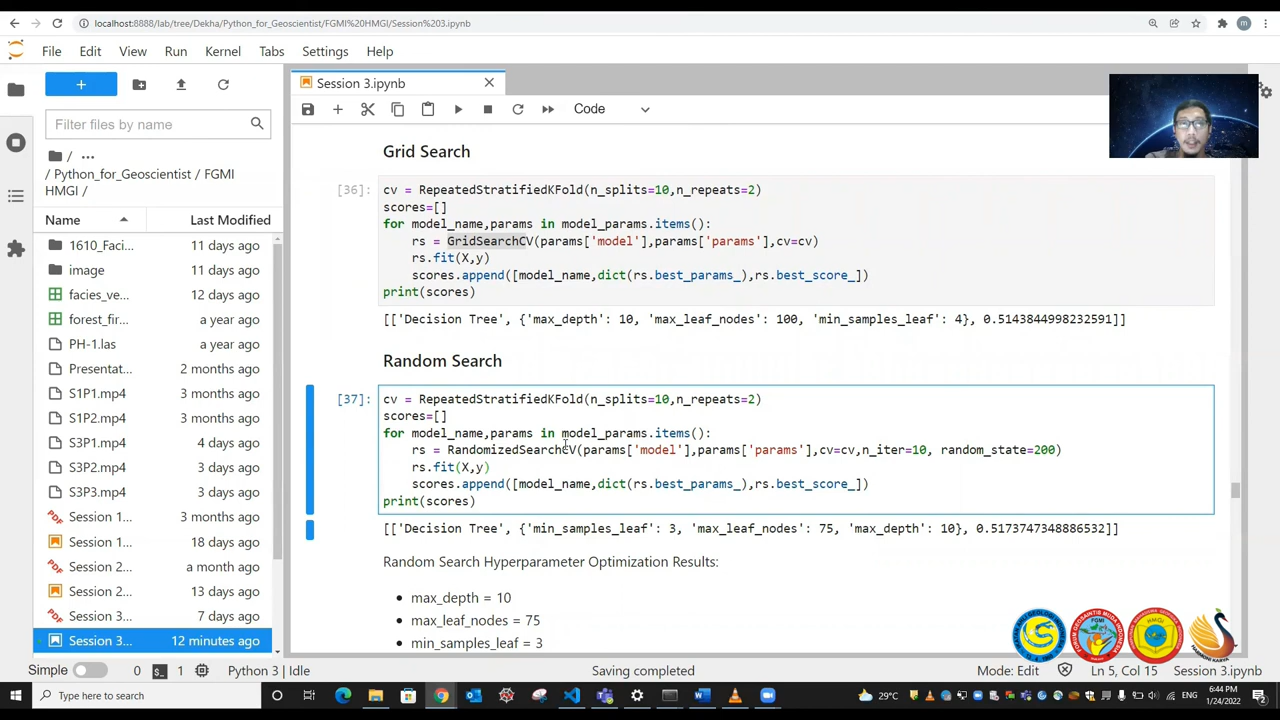 localhost:8888/lab/tree/Dekha/Python_for_Geoscientist/FGMI%20HMGI/Session%203.ipynb
m
File Edit View Run Kernel Tabs Settings Help
+
Session 3.ipynb
Code
Filter files by name
/ ...
/ Python_for_Geoscientist / FGMI
HMGI /
Name Last Modified
1610_Faci... 11 days ago
image 11 days ago
facies_ve... 12 days ago
forest_fir... a year ago
PH-1.las a year ago
Presentat... 2 months ago
S1P1.mp4 3 months ago
S1P2.mp4 3 months ago
S3P1.mp4 4 days ago
S3P2.mp4 3 days ago
S3P3.mp4 3 days ago
Session 1... 3 months ago
Session 1... 18 days ago
Session 2... a month ago
Session 2... 13 days ago
Session 3... 7 days ago
Session 3... 12 minutes ago
Grid Search
[36]: cv = RepeatedStratifiedKFold(n_splits=10,n_repeats=2)
scores=[]
for model_name,params in model_params.items():
rs = GridSearchCV(params['model'],params['params'],cv=cv)
rs.fit(X,y)
scores.append([model_name,dict(rs.best_params_),rs.best_score_])
print(scores)
[['Decision Tree', {'max_depth': 10, 'max_leaf_nodes': 100, 'min_samples_leaf': 4}, 0.5143844998232591]]
Random Search
[37]: cv = RepeatedStratifiedKFold(n_splits=10,n_repeats=2)
scores=[]
for model_name,params in model_params.items():
rs = RandomizedSearchCV(params['model'],params['params'],cv=cv,n_iter=10, random_state=200)
rs.fit(X,y)
scores.append([model_name,dict(rs.best_params_),rs.best_score_])
print(scores)
[['Decision Tree', {'min_samples_leaf': 3, 'max_leaf_nodes': 75, 'max_depth': 10}, 0.5173747348886532]]
Random Search Hyperparameter Optimization Results:
• max_depth = 10
• max_leaf_nodes = 75
• min_samples_leaf = 3
Simple 0 1 Python 3 | Idle Saving completed Mode: Edit Ln 5, Col 15 Session 3.ipynb
Type here to search
29°C
ENG
6:44 PM
1/24/2022